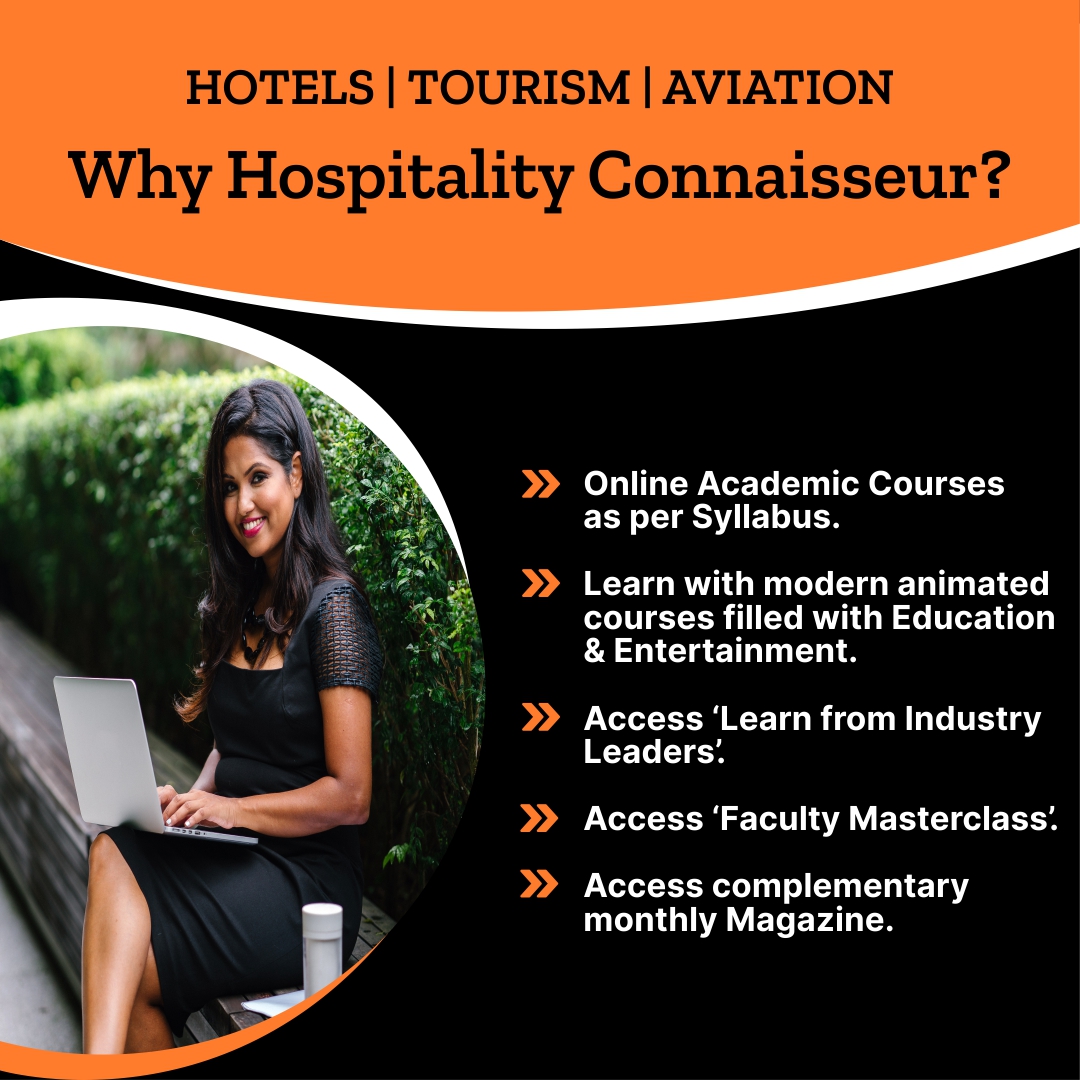 HOTELS | TOURISM | AVIATION
Why Hospitality Connaisseur?
Online Academic Courses
as per Syllabus.
Learn with modern animated
courses filled with Education
& Entertainment.
Access ‘Learn from Industry
Leaders’.
Access ‘Faculty Masterclass’.
Access complementary
monthly Magazine.